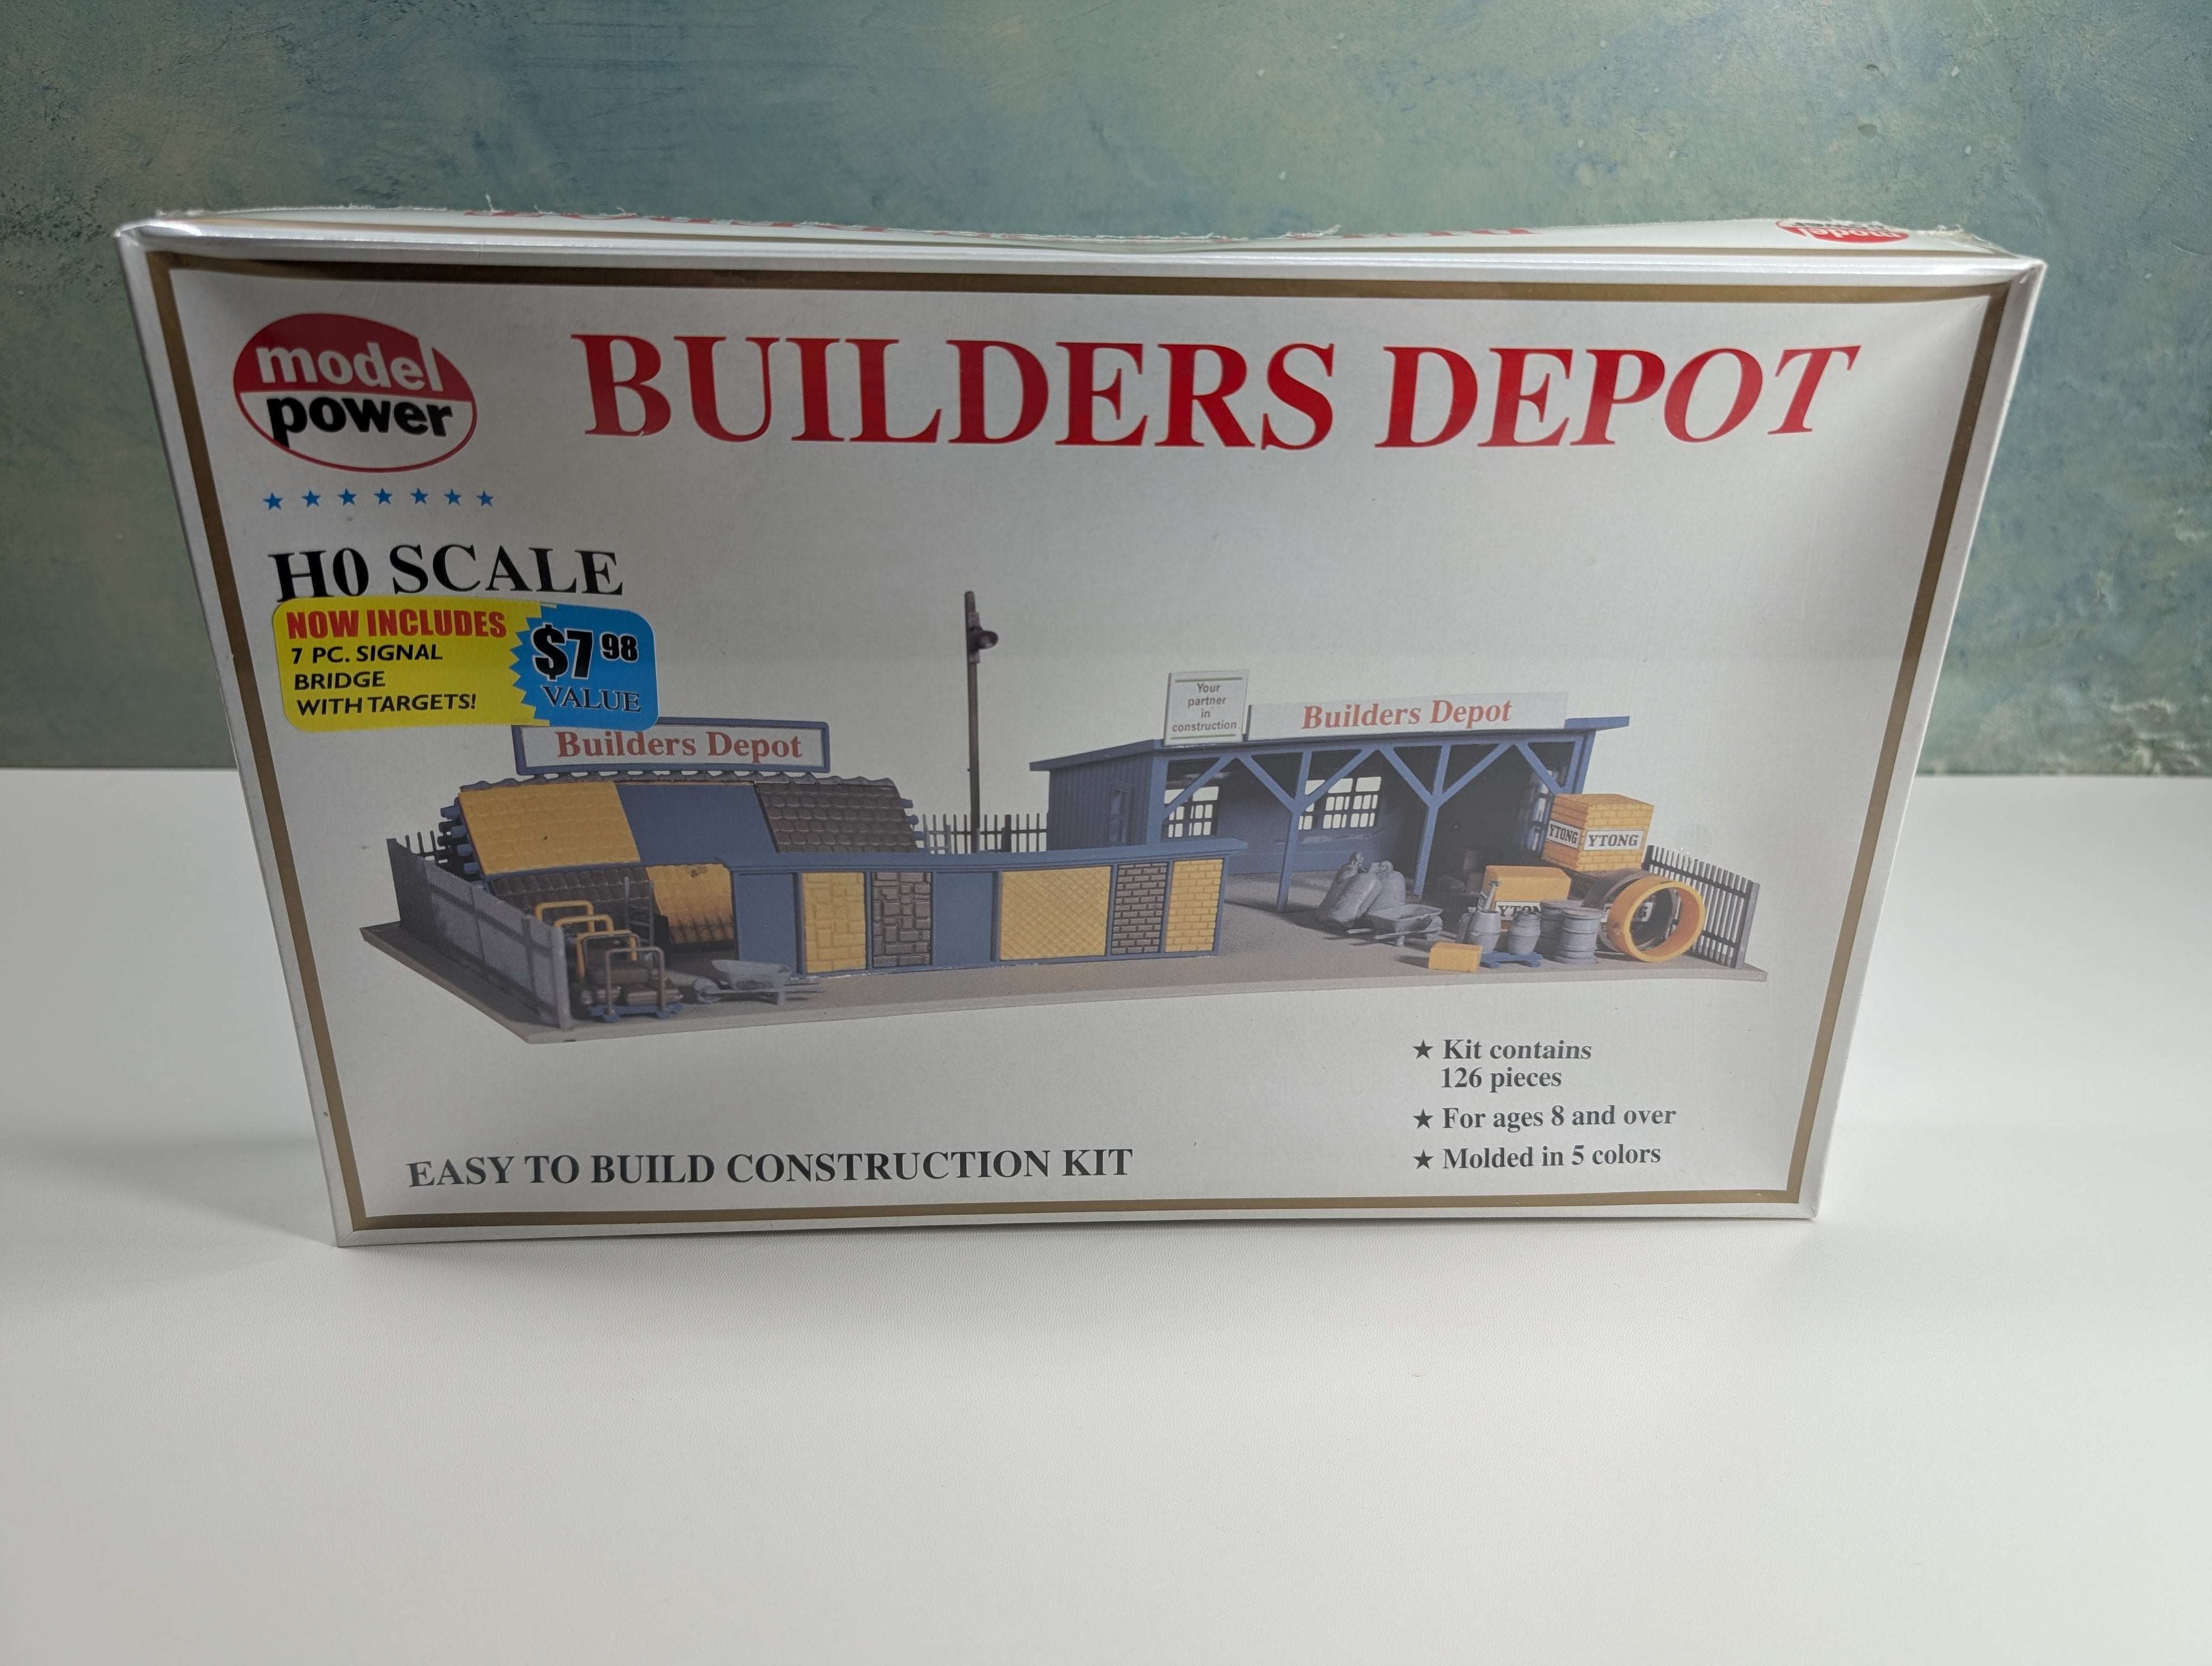 model
power
BUILDERS DEPOT
H0 SCALE
NOW INCLUDES
7 PC. SIGNAL
BRIDGE
WITH TARGETS!
$7 98
VALUE
Builders Depot
Your
partner
in
construction
Builders Depot
YTONG
YTONG
★ Kit contains
126 pieces
★ For ages 8 and over
★ Molded in 5 colors
EASY TO BUILD CONSTRUCTION KIT